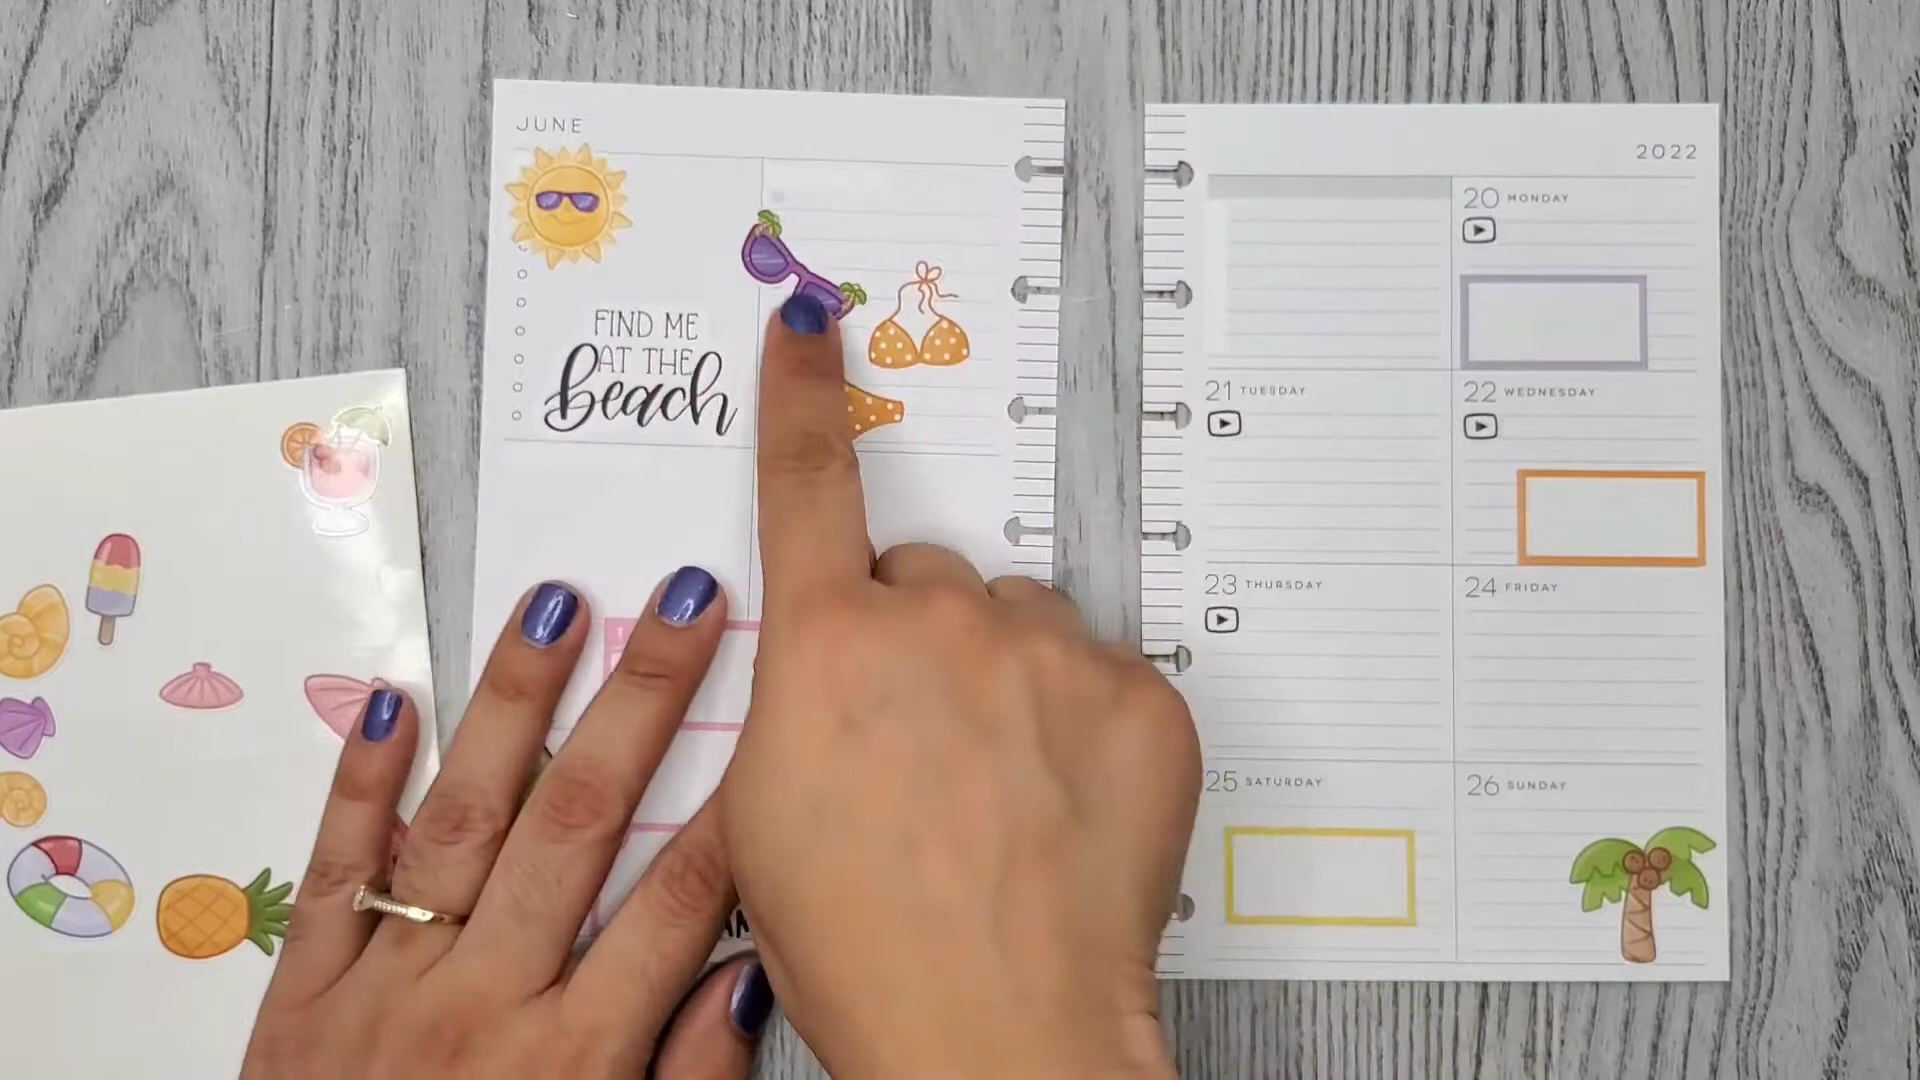 JUNE
FIND ME
AT THE
beach
2022
20 MONDAY
21 TUESDAY
22 WEDNESDAY
23 THURSDAY
24 FRIDAY
25 SATURDAY
26 SUNDAY